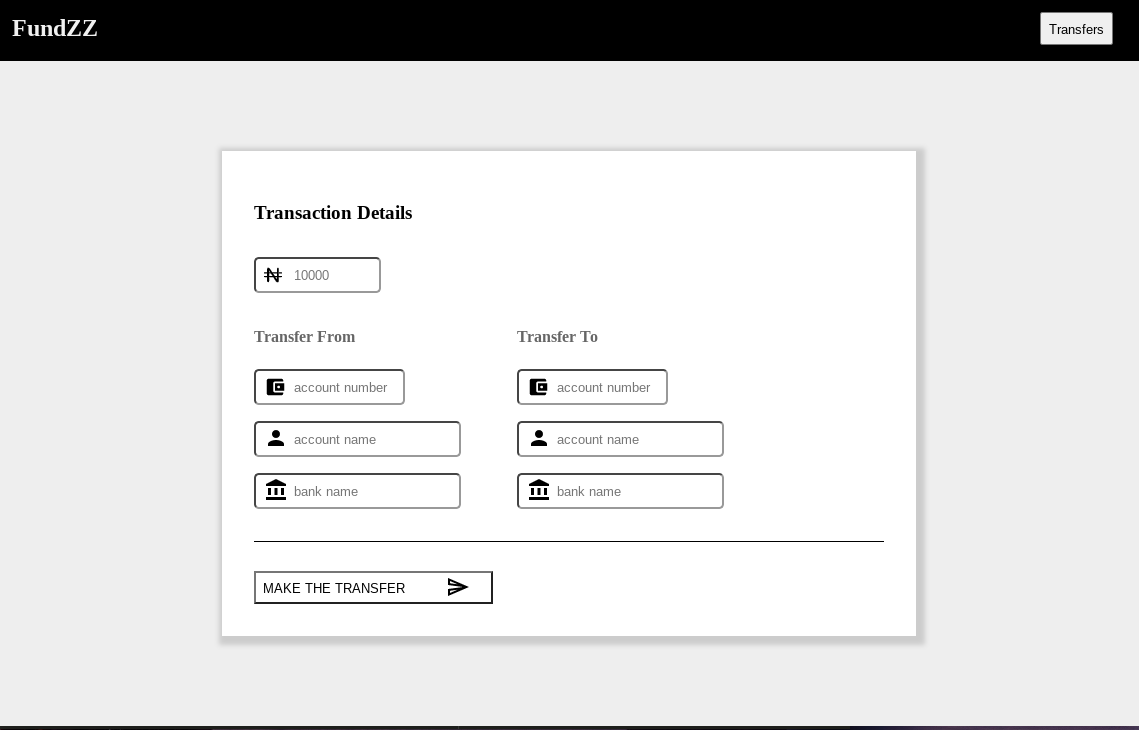 FundZZ
Transfers
Transaction Details
₦ 10000
Transfer From
Transfer To
account number
account number
account name
account name
bank name
bank name
MAKE THE TRANSFER